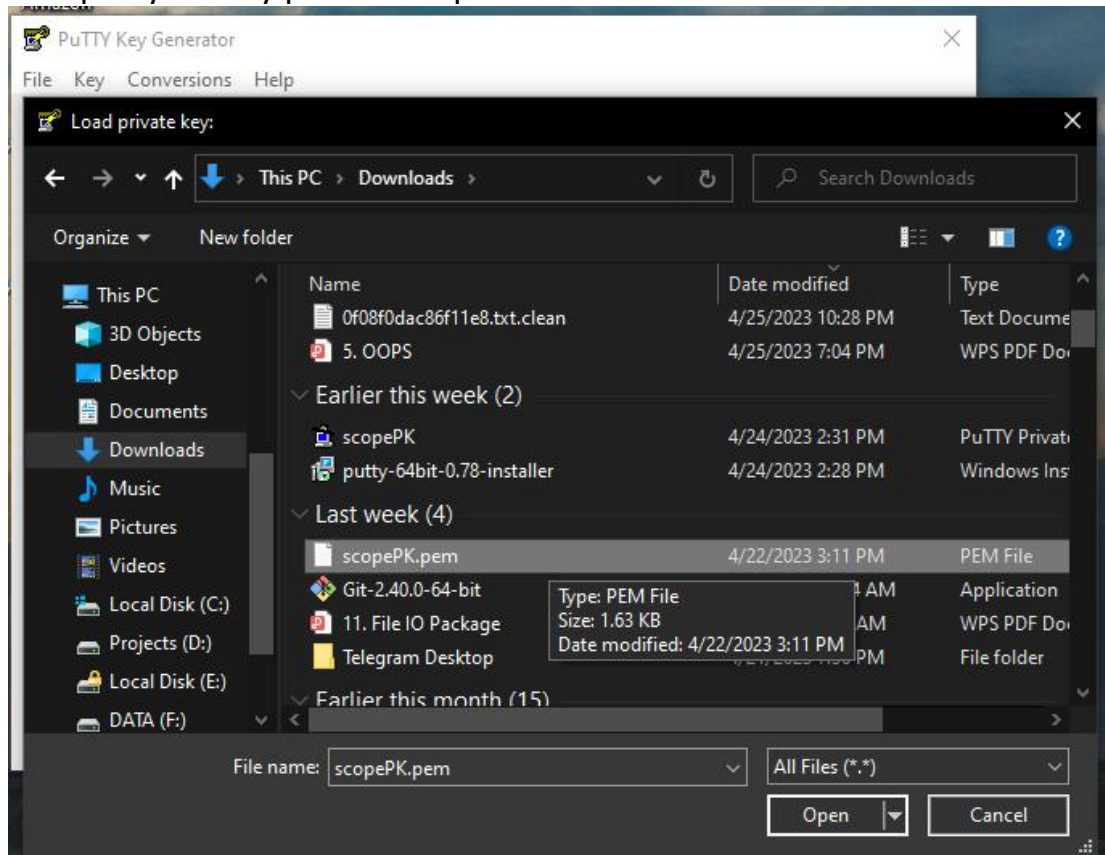 PuTTY Key Generator
File Key Conversions Help
Load private key:
This PC > Downloads >
Search Downloads
Organize
New folder
Name Date modified Type
This PC
3D Objects
Desktop
Documents
Downloads
Music
Pictures
Videos
Local Disk (C:)
Projects (D:)
Local Disk (E:)
DATA (F:)
0f08f0dac86f11e8.txt.clean 4/25/2023 10:28 PM Text Docume
5. OOPS 4/25/2023 7:04 PM WPS PDF Do
Earlier this week (2)
scopePK 4/24/2023 2:31 PM PuTTY Privat
putty-64bit-0.78-installer 4/24/2023 2:28 PM Windows Ins
Last week (4)
scopePK.pem 4/22/2023 3:11 PM PEM File
Git-2.40.0-64-bit AM Application
11. File IO Package AM WPS PDF Do
Telegram Desktop PM File folder
Type: PEM File
Size: 1.63 KB
Date modified: 4/22/2023 3:11 PM
Earlier this month (15)
File name: scopePK.pem
All Files (*.*)
Open Cancel